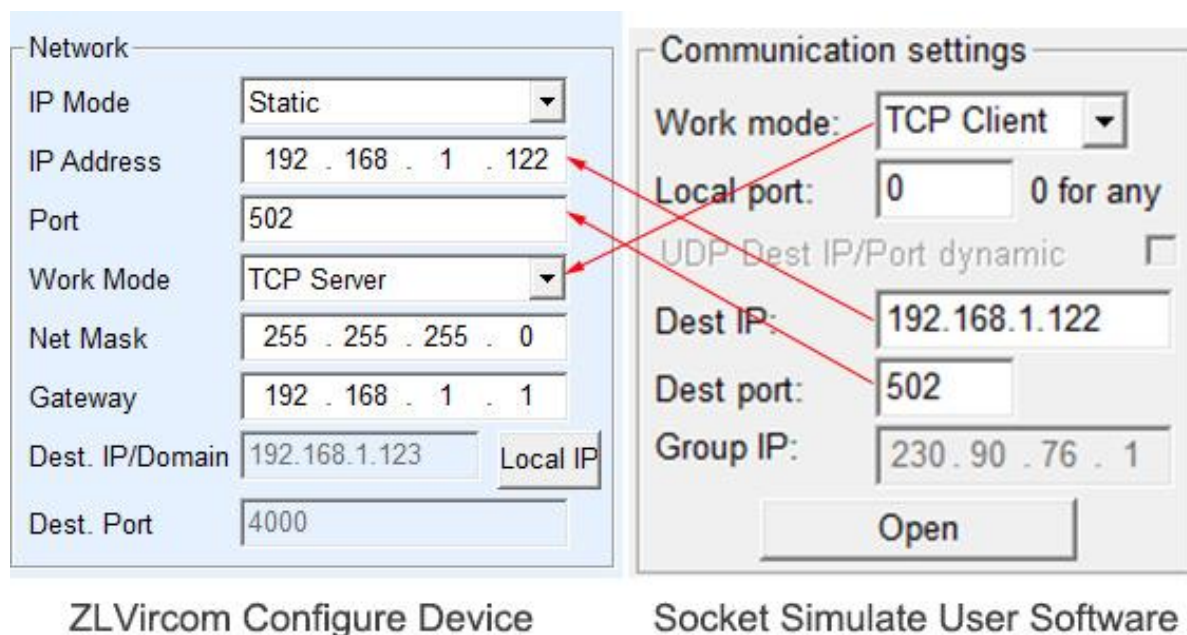 Network
IP Mode Static
IP Address 192 . 168 . 1 . 122
Port 502
Work Mode TCP Server
Net Mask 255 . 255 . 255 . 0
Gateway 192 . 168 . 1 . 1
Dest. IP/Domain 192.168.1.123 Local IP
Dest. Port 4000
ZLVircom Configure Device
Communication settings
Work mode: TCP Client
Local port: 0 0 for any
UDP Dest IP/Port dynamic
Dest IP: 192.168.1.122
Dest port: 502
Group IP: 230 . 90 . 76 . 1
Open
Socket Simulate User Software